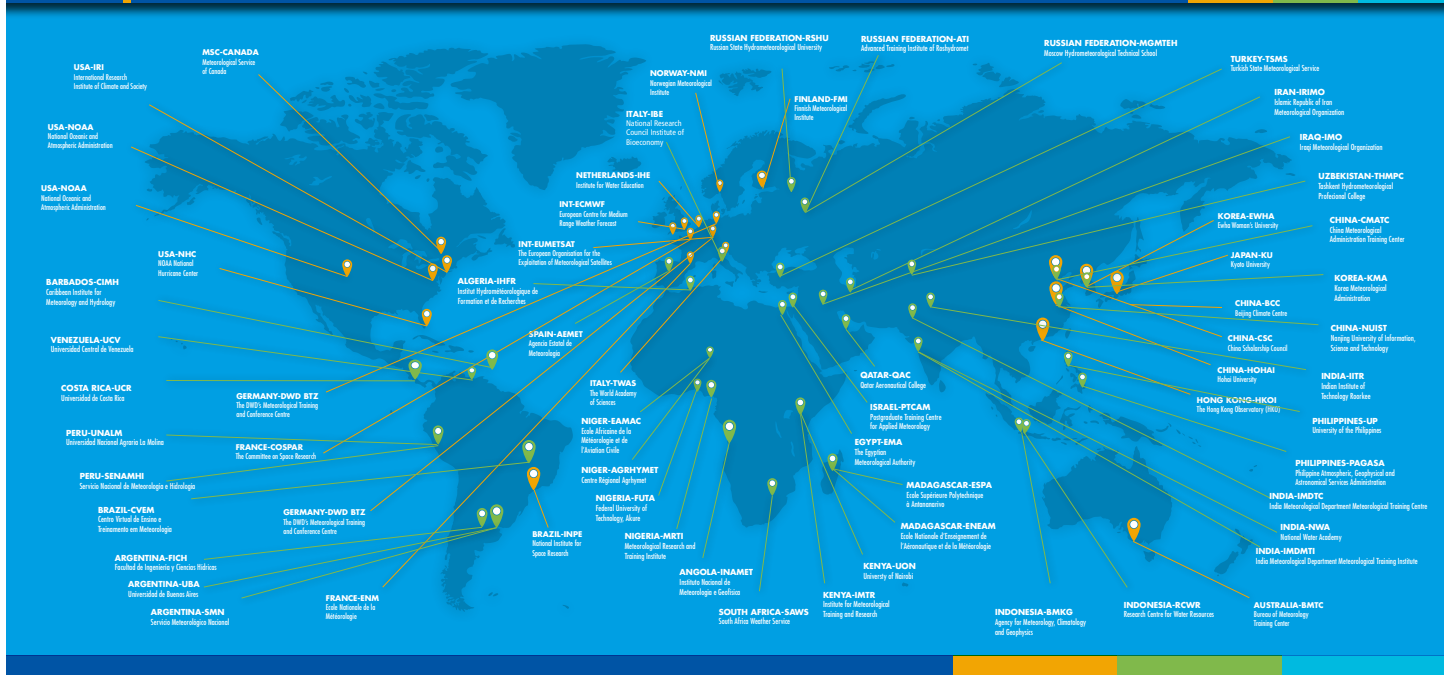 MSC-CANADA
Meteorological Service
of Canada
USA-IRI
International Research
Institute of Climate and Society
USA-NOAA
National Oceanic and
Atmospheric Administration
USA-NOAA
National Oceanic and
Atmospheric Administration
USA-NHC
NOAA National
Hurricane Center
BARBADOS-CIMH
Caribbean Institute for
Meteorology and Hydrology
VENEZUELA-UCV
Universidad Central de Venezuela
COSTA RICA-UCR
Universidad de Costa Rica
PERU-UNALM
Universidad Nacional Agraria La Molina
PERU-SENAMHI
Servicio Nacional de Meteorologia e Hidrologia
BRAZIL-CVEM
Centro Virtual de Ensino e
Treinamento em Meteorologia
ARGENTINA-FICH
Facultad de Ingenieria y Ciencias Hidricas
ARGENTINA-UBA
Universidad de Buenos Aires
ARGENTINA-SMN
Servicio Meteorológico Nacional
GERMANY-DWD BTZ
The DWD's Meteorological Training
and Conference Centre
FRANCE-COSPAR
The Committee on Space Research
GERMANY-DWD BTZ
The DWD's Meteorological Training
and Conference Centre
FRANCE-ENM
Ecole Nationale de la
Météorologie
RUSSIAN FEDERATION-RSHU
Russian State Hydrometeorological University
NORWAY-NMI
Norwegian Meteorological
Institute
ITALY-IBE
National Research
Council Institute of
Bioeconomy
NETHERLANDS-IHE
Institute for Water Education
INT-ECMWF
European Centre for Medium
Range Weather Forecast
INT-EUMETSAT
The European Organisation for the
Exploitation of Meteorological Satellites
ALGERIA-IHFR
Institut Hydrométéorologique de
Formation et de Recherches
SPAIN-AEMET
Agencia Estatal de
Meteorología
ITALY-TWAS
The World Academy
of Sciences
NIGER-EAMAC
Ecole Africaine de la
Météorologie et de
l'Aviation Civile
NIGER-AGRHYMET
Centre Régional Agrhymet
NIGERIA-FUTA
Federal University of
Technology, Akure
BRAZIL-INPE
National Institute for
Space Research
NIGERIA-MRTI
Meteorological Research and
Training Institute
ANGOLA-INAMET
Instituto Nacional de
Meteorologia e Geofísica
SOUTH AFRICA-SAWS
South Africa Weather Service
RUSSIAN FEDERATION-ATI
Advanced Training Institute of Roshydromet
FINLAND-FMI
Finnish Meteorological
Institute
QATAR-QAC
Qatar Aeronautical College
ISRAEL-PTCAM
Postgraduate Training Centre
for Applied Meteorology
EGYPT-EMA
The Egyptian
Meteorological Authority
MADAGASCAR-ESPA
Ecole Supérieure Polytechnique
à Antananarivo
MADAGASCAR-ENEAM
Ecole Nationale d'Enseignement de
l'Aéronautique et de la Météorologie
KENYA-UON
Universty of Nairobi
KENYA-IMTR
Institute for Meteorological
Training and Research
RUSSIAN FEDERATION-MGMTEH
Moscow Hydrometeorological Technical School
TURKEY-TSMS
Turkish State Meteorological Service
IRAN-IRIMO
Islamic Republic of Iran
Meteorological Organization
IRAQ-IMO
Iraqi Meteorological Organization
UZBEKISTAN-THMPC
Tashkent Hydrometeorological
Profecional College
KOREA-EWHA
Ewha Woman's University
CHINA-CMATC
China Meteorological
Administration Training Center
JAPAN-KU
Kyoto University
KOREA-KMA
Korea Meteorological
Administration
CHINA-BCC
Beijing Climate Centre
CHINA-NUIST
Nanjing University of Information,
Science and Technology
CHINA-CSC
China Scholarship Council
CHINA-HOHAI
Hohai University
INDIA-IITR
Indian Institute of
Technology Roorkee
HONG KONG-HKOI
The Hong Kong Observatory (HKO)
PHILIPPINES-UP
University of the Philippines
PHILIPPINES-PAGASA
Philippine Atmospheric, Geophysical and
Astronomical Services Administration
INDIA-IMDTC
India Meteorological Department Meteorological Training Centre
INDIA-NWA
National Water Academy
INDIA-IMDMTI
India Meteorological Department Meteorological Training Institute
INDONESIA-BMKG
Agency for Meteorology, Climatology
and Geophysics
INDONESIA-RCWR
Research Centre for Water Resources
AUSTRALIA-BMTC
Bureau of Meteorology
Training Center